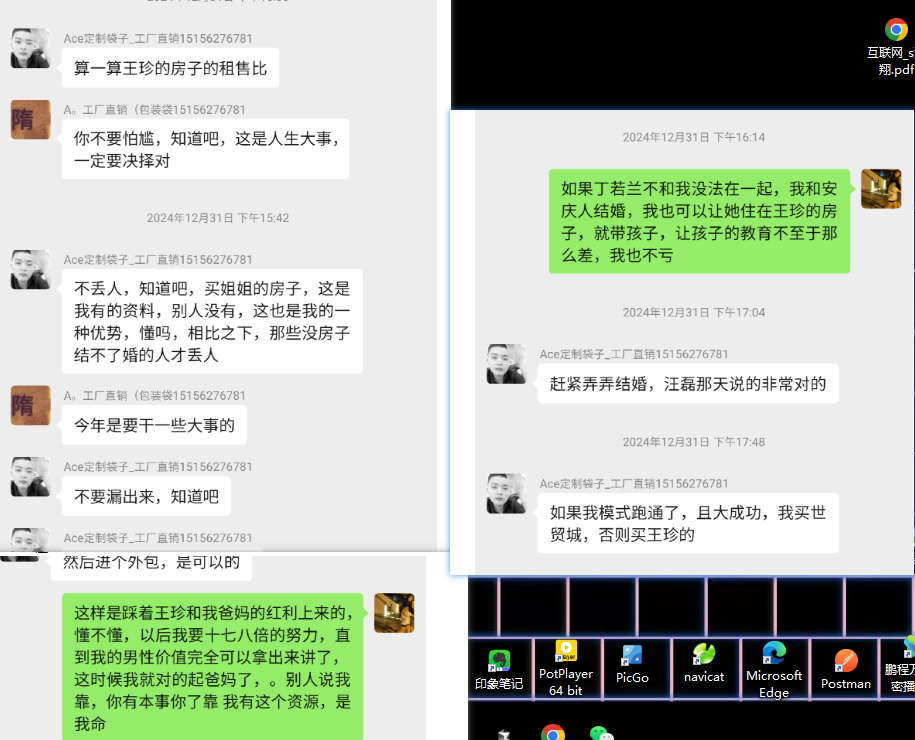 Ace定制袋子_工厂直销15156276781
算一算王珍的房子的租售比
A。工厂直销（包装袋15156276781
隋
你不要怕尴，知道吧，这是人生大事，
一定要决择对
2024年12月31日 下午15:42
Ace定制袋子_工厂直销15156276781
不丢人，知道吧，买姐姐的房子，这是
我有的资料，别人没有，这也是我的一
种优势，懂吗，相比之下，那些没房子
结不了婚的人才丢人
A。工厂直销（包装袋15156276781
隋
今年是要干一些大事的
Ace定制袋子_工厂直销15156276781
不要漏出来，知道吧
Ace定制袋子_工厂直销15156276781
然后进个外包，是可以的
这样是踩着王珍和我爸妈的红利上来的，
懂不懂，以后我要十七八倍的努力，直
到我的男性价值完全可以拿出来讲了，
这时候我就对的起爸妈了，。别人说我
靠，你有本事你了靠 我有这个资源，是
我命
互联网_s
翔.pdf
2024年12月31日 下午16:14
如果丁若兰不和我没法在一起，我和安
庆人结婚，我也可以让她住在王珍的房
子，就带孩子，让孩子的教育不至于那
么差，我也不亏
2024年12月31日 下午17:04
Ace定制袋子_工厂直销15156276781
赶紧弄弄结婚，汪磊那天说的非常对的
2024年12月31日 下午17:48
Ace定制袋子_工厂直销15156276781
如果我模式跑通了，且大成功，我买世
贸城，否则买王珍的
印象笔记
PotPlayer
64 bit
PicGo
navicat
Microsoft
Edge
Postman
鹏程万
密播